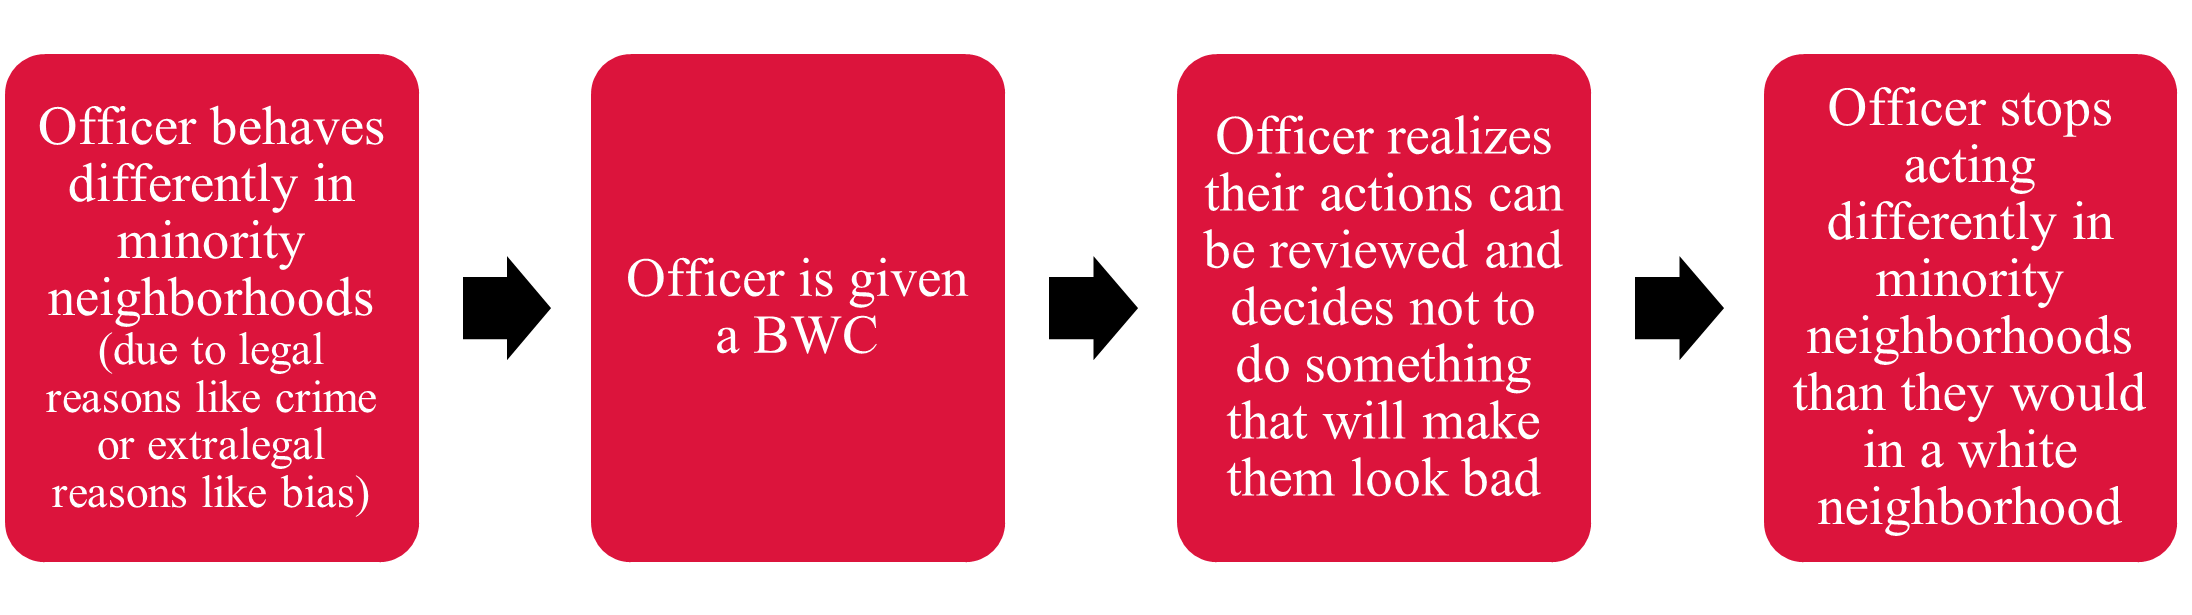 Officer behaves
differently in
minority
neighborhoods
(due to legal
reasons like crime
or extralegal
reasons like bias)
Officer is given
a BWC
Officer realizes
their actions can
be reviewed and
decides not to
do something
that will make
them look bad
Officer stops
acting
differently in
minority
neighborhoods
than they would
in a white
neighborhood